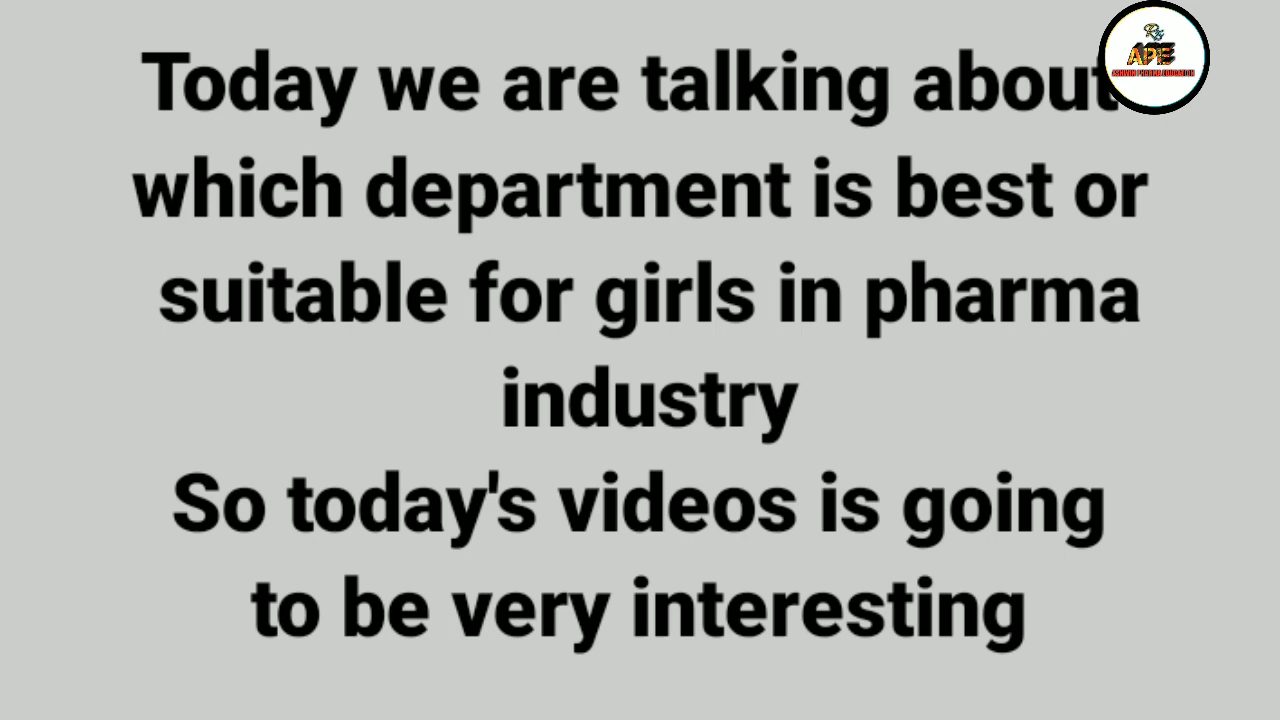 Today we are talking about
which department is best or
suitable for girls in pharma
industry
So today's videos is going
to be very interesting
APE